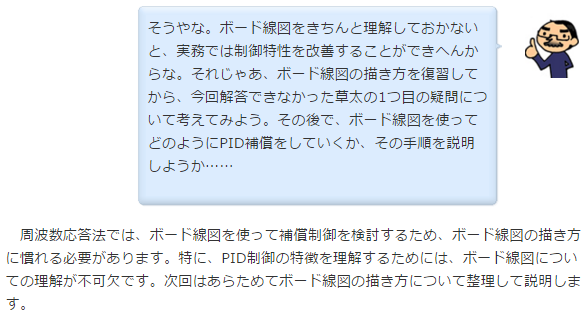 そうやな。ボード線図をきちんと理解しておかない
と、実務では制御特性を改善することができへんか
らな。それじゃあ、ボード線図の描き方を復習して
から、今回解答できなかった草太の1つ目の疑問につ
いて考えてみよう。その後で、ボード線図を使って
どのようにPID補償をしていくか、その手順を説明
しようか……
　周波数応答法では、ボード線図を使って補償制御を検討するため、ボード線図の描き方
に慣れる必要があります。特に、PID制御の特徴を理解するためには、ボード線図につい
ての理解が不可欠です。次回はあらためてボード線図の描き方について整理して説明しま
す。